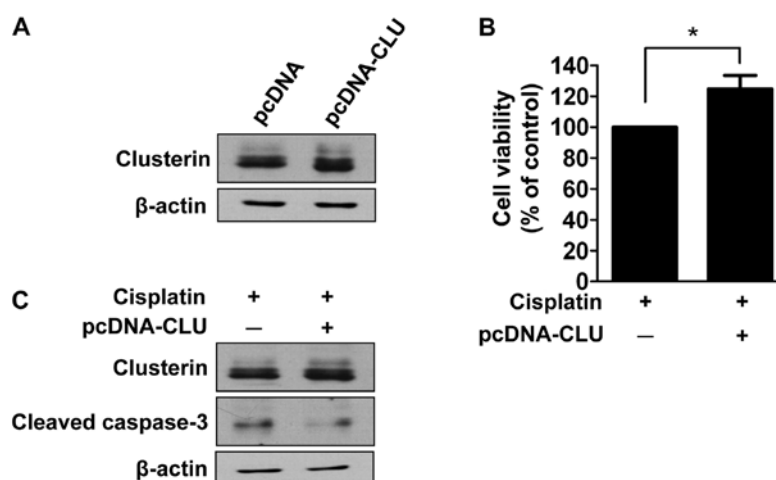 A
pcDNA
pcDNA-CLU
Clusterin
β-actin
B
*
Cell viability
(% of control)
140
120
100
80
60
40
20
0
Cisplatin + +
pcDNA-CLU — +
C
Cisplatin + +
pcDNA-CLU — +
Clusterin
Cleaved caspase-3
β-actin